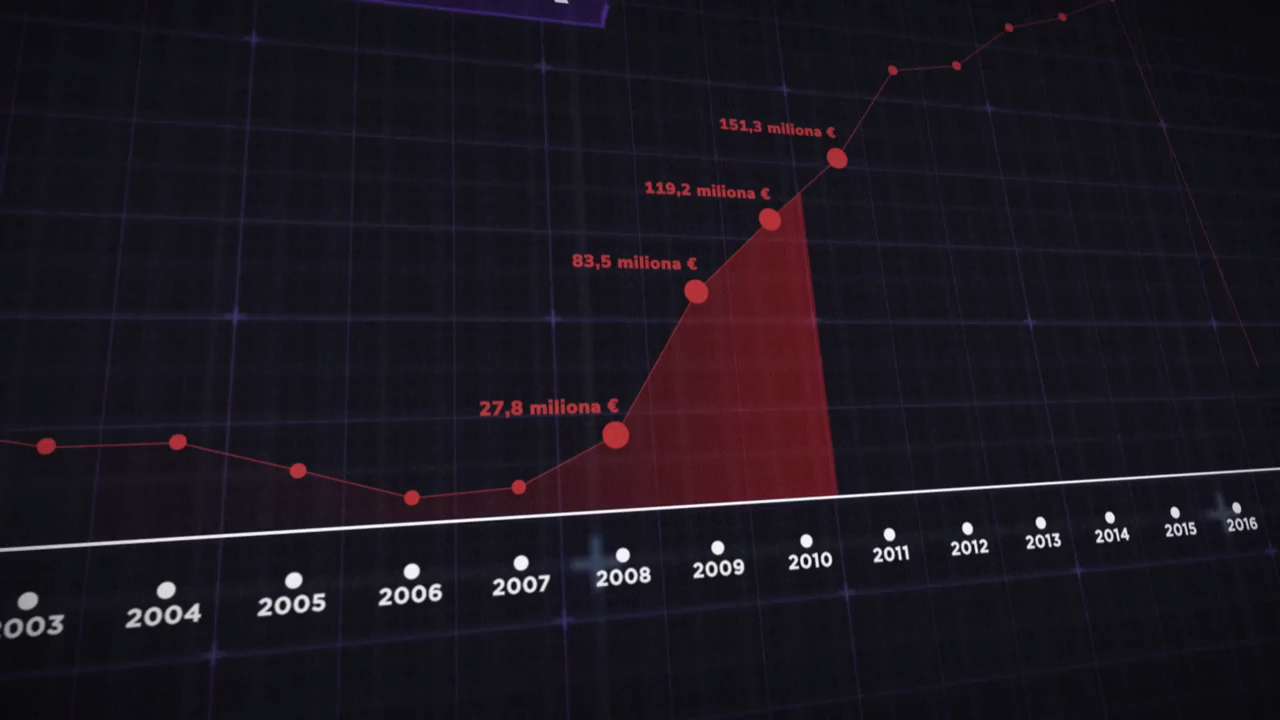 151,3 miliona €
119,2 miliona €
83,5 miliona €
27,8 miliona €
2003 2004 2005 2006 2007 2008 2009 2010 2011 2012 2013 2014 2015 2016